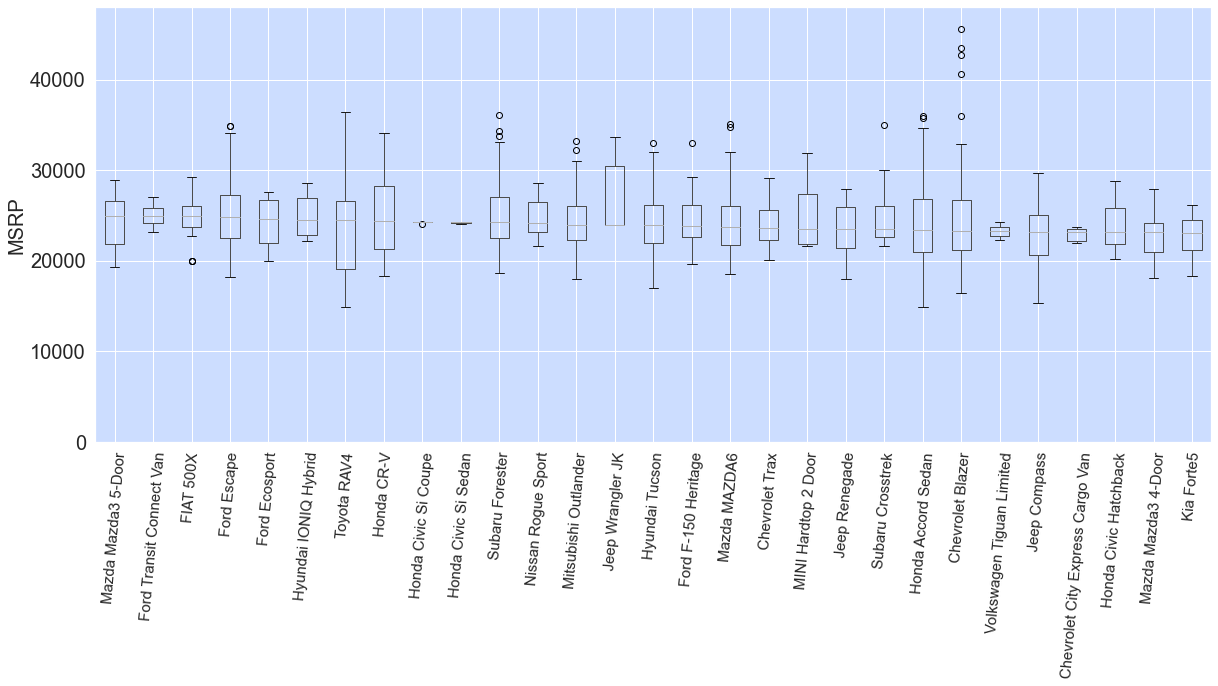 MSRP
40000
30000
20000
10000
0
Mazda Mazda3 5-Door
Ford Transit Connect Van
FIAT 500X
Ford Escape
Ford Ecosport
Hyundai IONIQ Hybrid
Toyota RAV4
Honda CR-V
Honda Civic Si Coupe
Honda Civic Si Sedan
Subaru Forester
Nissan Rogue Sport
Mitsubishi Outlander
Jeep Wrangler JK
Hyundai Tucson
Ford F-150 Heritage
Mazda MAZDA6
Chevrolet Trax
MINI Hardtop 2 Door
Jeep Renegade
Subaru Crosstrek
Honda Accord Sedan
Chevrolet Blazer
Volkswagen Tiguan Limited
Jeep Compass
Chevrolet City Express Cargo Van
Honda Civic Hatchback
Mazda Mazda3 4-Door
Kia Forte5